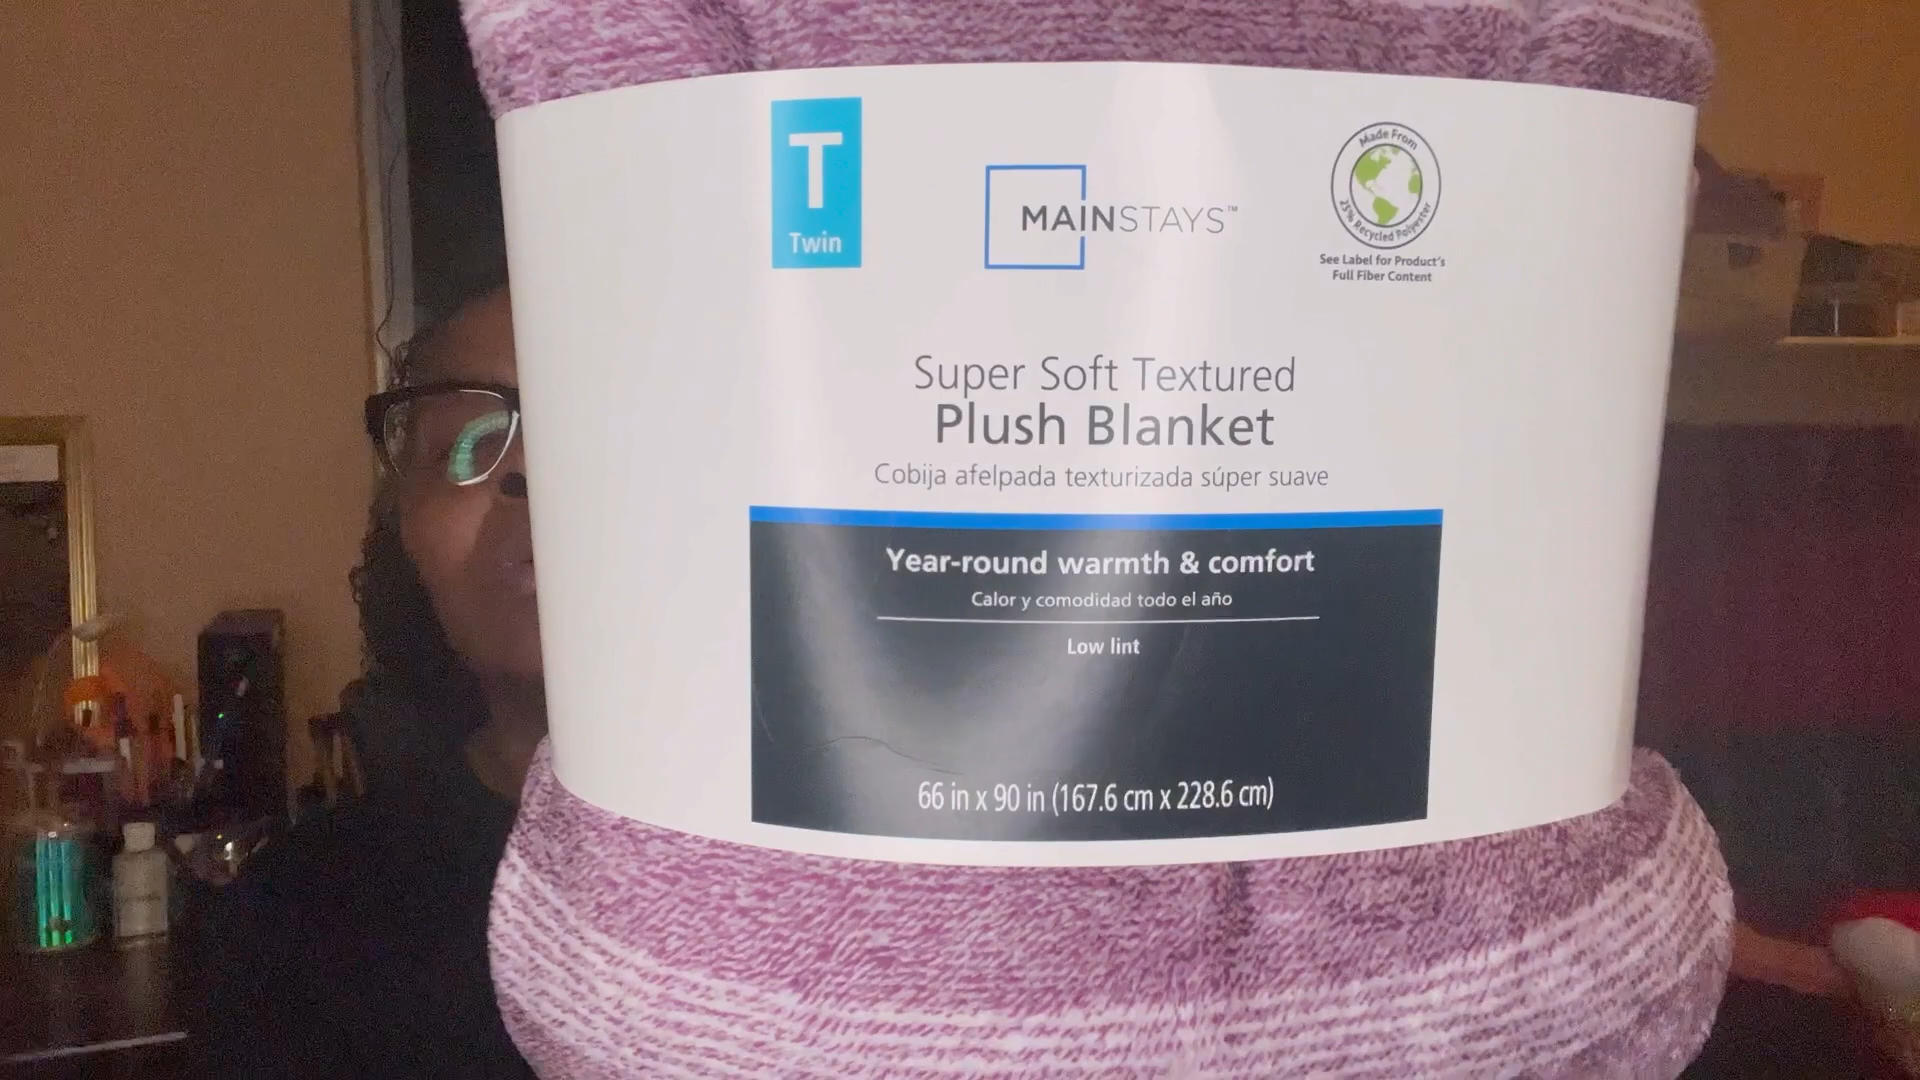 T
Twin
MAINSTAYS™
Made From
25% Recycled Polyester
See Label for Product's
Full Fiber Content
Super Soft Textured
Plush Blanket
Cobija afelpada texturizada súper suave
Year-round warmth & comfort
Calor y comodidad todo el año
Low lint
66 in x 90 in (167.6 cm x 228.6 cm)